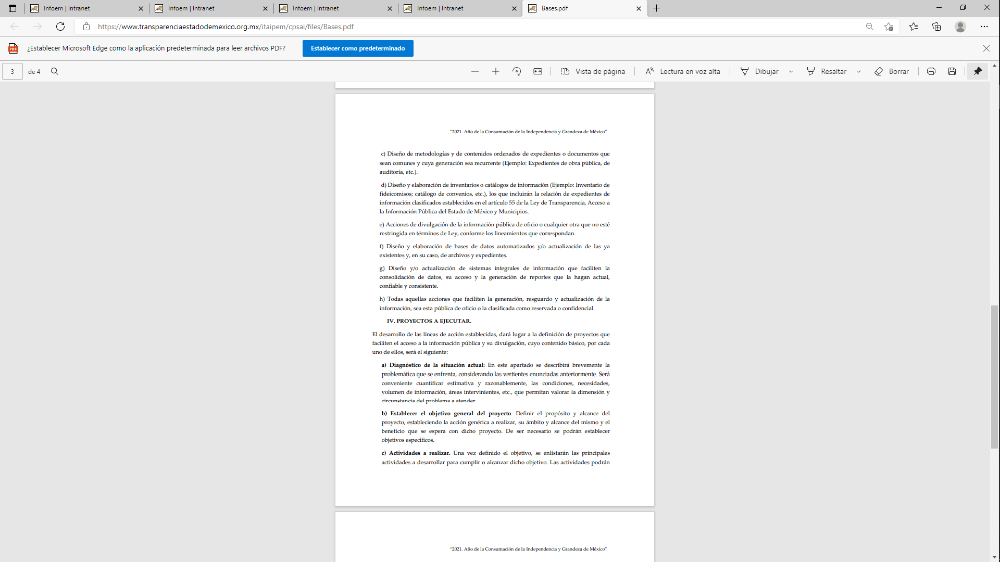 Infoem | Intranet
Infoem | Intranet
Infoem | Intranet
Infoem | Intranet
Bases.pdf
https://www.transparenciaestadodemexico.org.mx/itaipem/cpsai/files/Bases.pdf
PDF
¿Establecer Microsoft Edge como la aplicación predeterminada para leer archivos PDF?
Establecer como predeterminado
3
de 4
Vista de página
Lectura en voz alta
Dibujar
Resaltar
Borrar
“2021. Año de la Consumación de la Independencia y Grandeza de México”
c) Diseño de metodologías y de contenidos ordenados de expedientes o documentos que
sean comunes y cuya generación sea recurrente (Ejemplo: Expedientes de obra pública, de
auditoría, etc.).
d) Diseño y elaboración de inventarios o catálogos de información (Ejemplo: Inventario de
fideicomisos; catálogo de convenios, etc.), los que incluirán la relación de expedientes de
información clasificados establecidos en el artículo 55 de la Ley de Transparencia, Acceso a
la Información Pública del Estado de México y Municipios.
e) Acciones de divulgación de la información pública de oficio o cualquier otra que no esté
restringida en términos de Ley, conforme los lineamientos que correspondan.
f) Diseño y elaboración de bases de datos automatizados y/o actualización de las ya
existentes y, en su caso, de archivos y expedientes.
g) Diseño y/o actualización de sistemas integrales de información que faciliten la
consolidación de datos, su acceso y la generación de reportes que la hagan actual,
confiable y consistente.
h) Todas aquellas acciones que faciliten la generación, resguardo y actualización de la
información, sea esta pública de oficio o la clasificada como reservada o confidencial.
IV. PROYECTOS A EJECUTAR.
El desarrollo de las líneas de acción establecidas, dará lugar a la definición de proyectos que
faciliten el acceso a la información pública y su divulgación, cuyo contenido básico, por cada
uno de ellos, será el siguiente:
a) Diagnóstico de la situación actual: En este apartado se describirá brevemente la
problemática que se enfrenta, considerando las vertientes enunciadas anteriormente. Será
conveniente cuantificar estimativa y razonablemente, las condiciones, necesidades,
volumen de información, áreas intervinientes, etc., que permitan valorar la dimensión y
circunstancia del problema a atender.
b) Establecer el objetivo general del proyecto. Definir el propósito y alcance del
proyecto, estableciendo la acción genérica a realizar, su ámbito y alcance del mismo y el
beneficio que se espera con dicho proyecto. De ser necesario se podrán establecer
objetivos específicos.
c) Actividades a realizar. Una vez definido el objetivo, se enlistarán las principales
actividades a desarrollar para cumplir o alcanzar dicho objetivo. Las actividades podrán
“2021. Año de la Consumación de la Independencia y Grandeza de México”